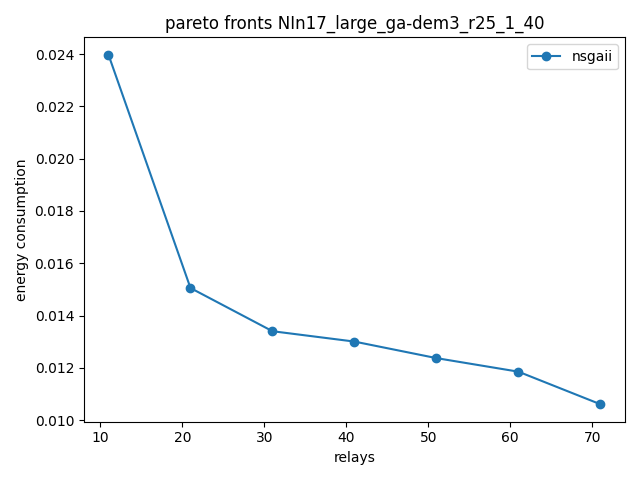 pareto fronts NIn17_large_ga-dem3_r25_1_40
nsgaii
0.024
0.022
0.020
0.018
0.016
0.014
0.012
0.010
energy consumption
10 20 30 40 50 60 70
relays